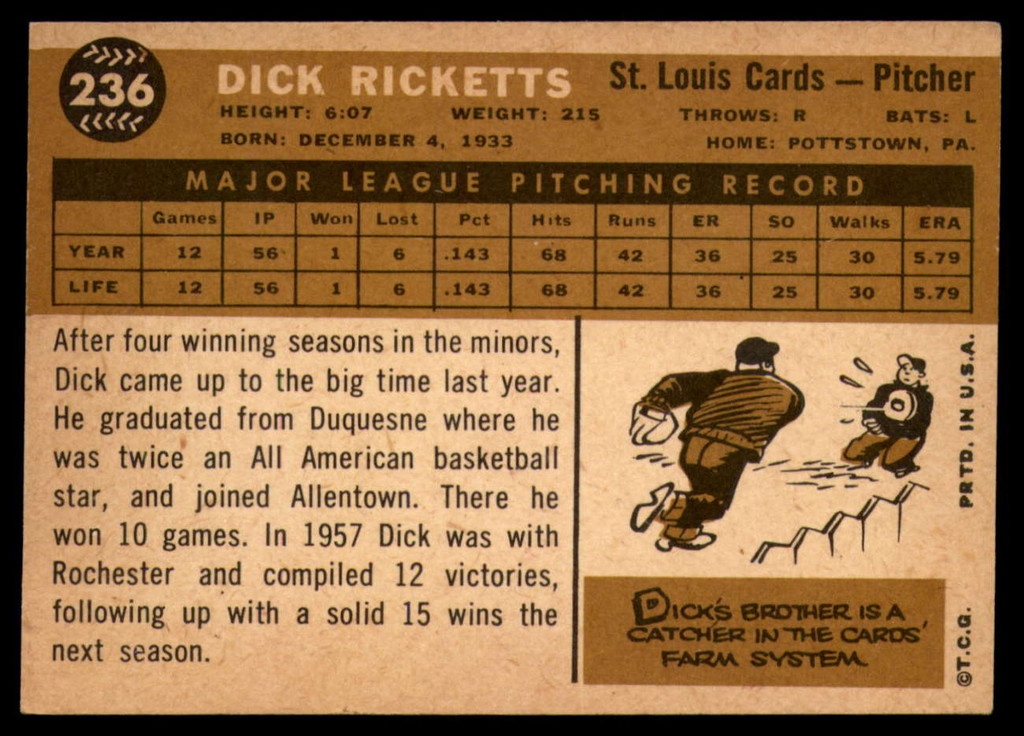 236
DICK RICKETTS St. Louis Cards — Pitcher
HEIGHT: 6:07 WEIGHT: 215 THROWS: R BATS: L
BORN: DECEMBER 4, 1933 HOME: POTTSTOWN, PA.
MAJOR LEAGUE PITCHING RECORD
Games IP Won Lost Pct Hits Runs ER SO Walks ERA
YEAR 12 56 1 6 .143 68 42 36 25 30 5.79
LIFE 12 56 1 6 .143 68 42 36 25 30 5.79
After four winning seasons in the minors,
Dick came up to the big time last year.
He graduated from Duquesne where he
was twice an All American basketball
star, and joined Allentown. There he
won 10 games. In 1957 Dick was with
Rochester and compiled 12 victories,
following up with a solid 15 wins the
next season.
DICK'S BROTHER IS A
CATCHER IN THE CARDS'
FARM SYSTEM.
©T.C.G. PRTD. IN U.S.A.